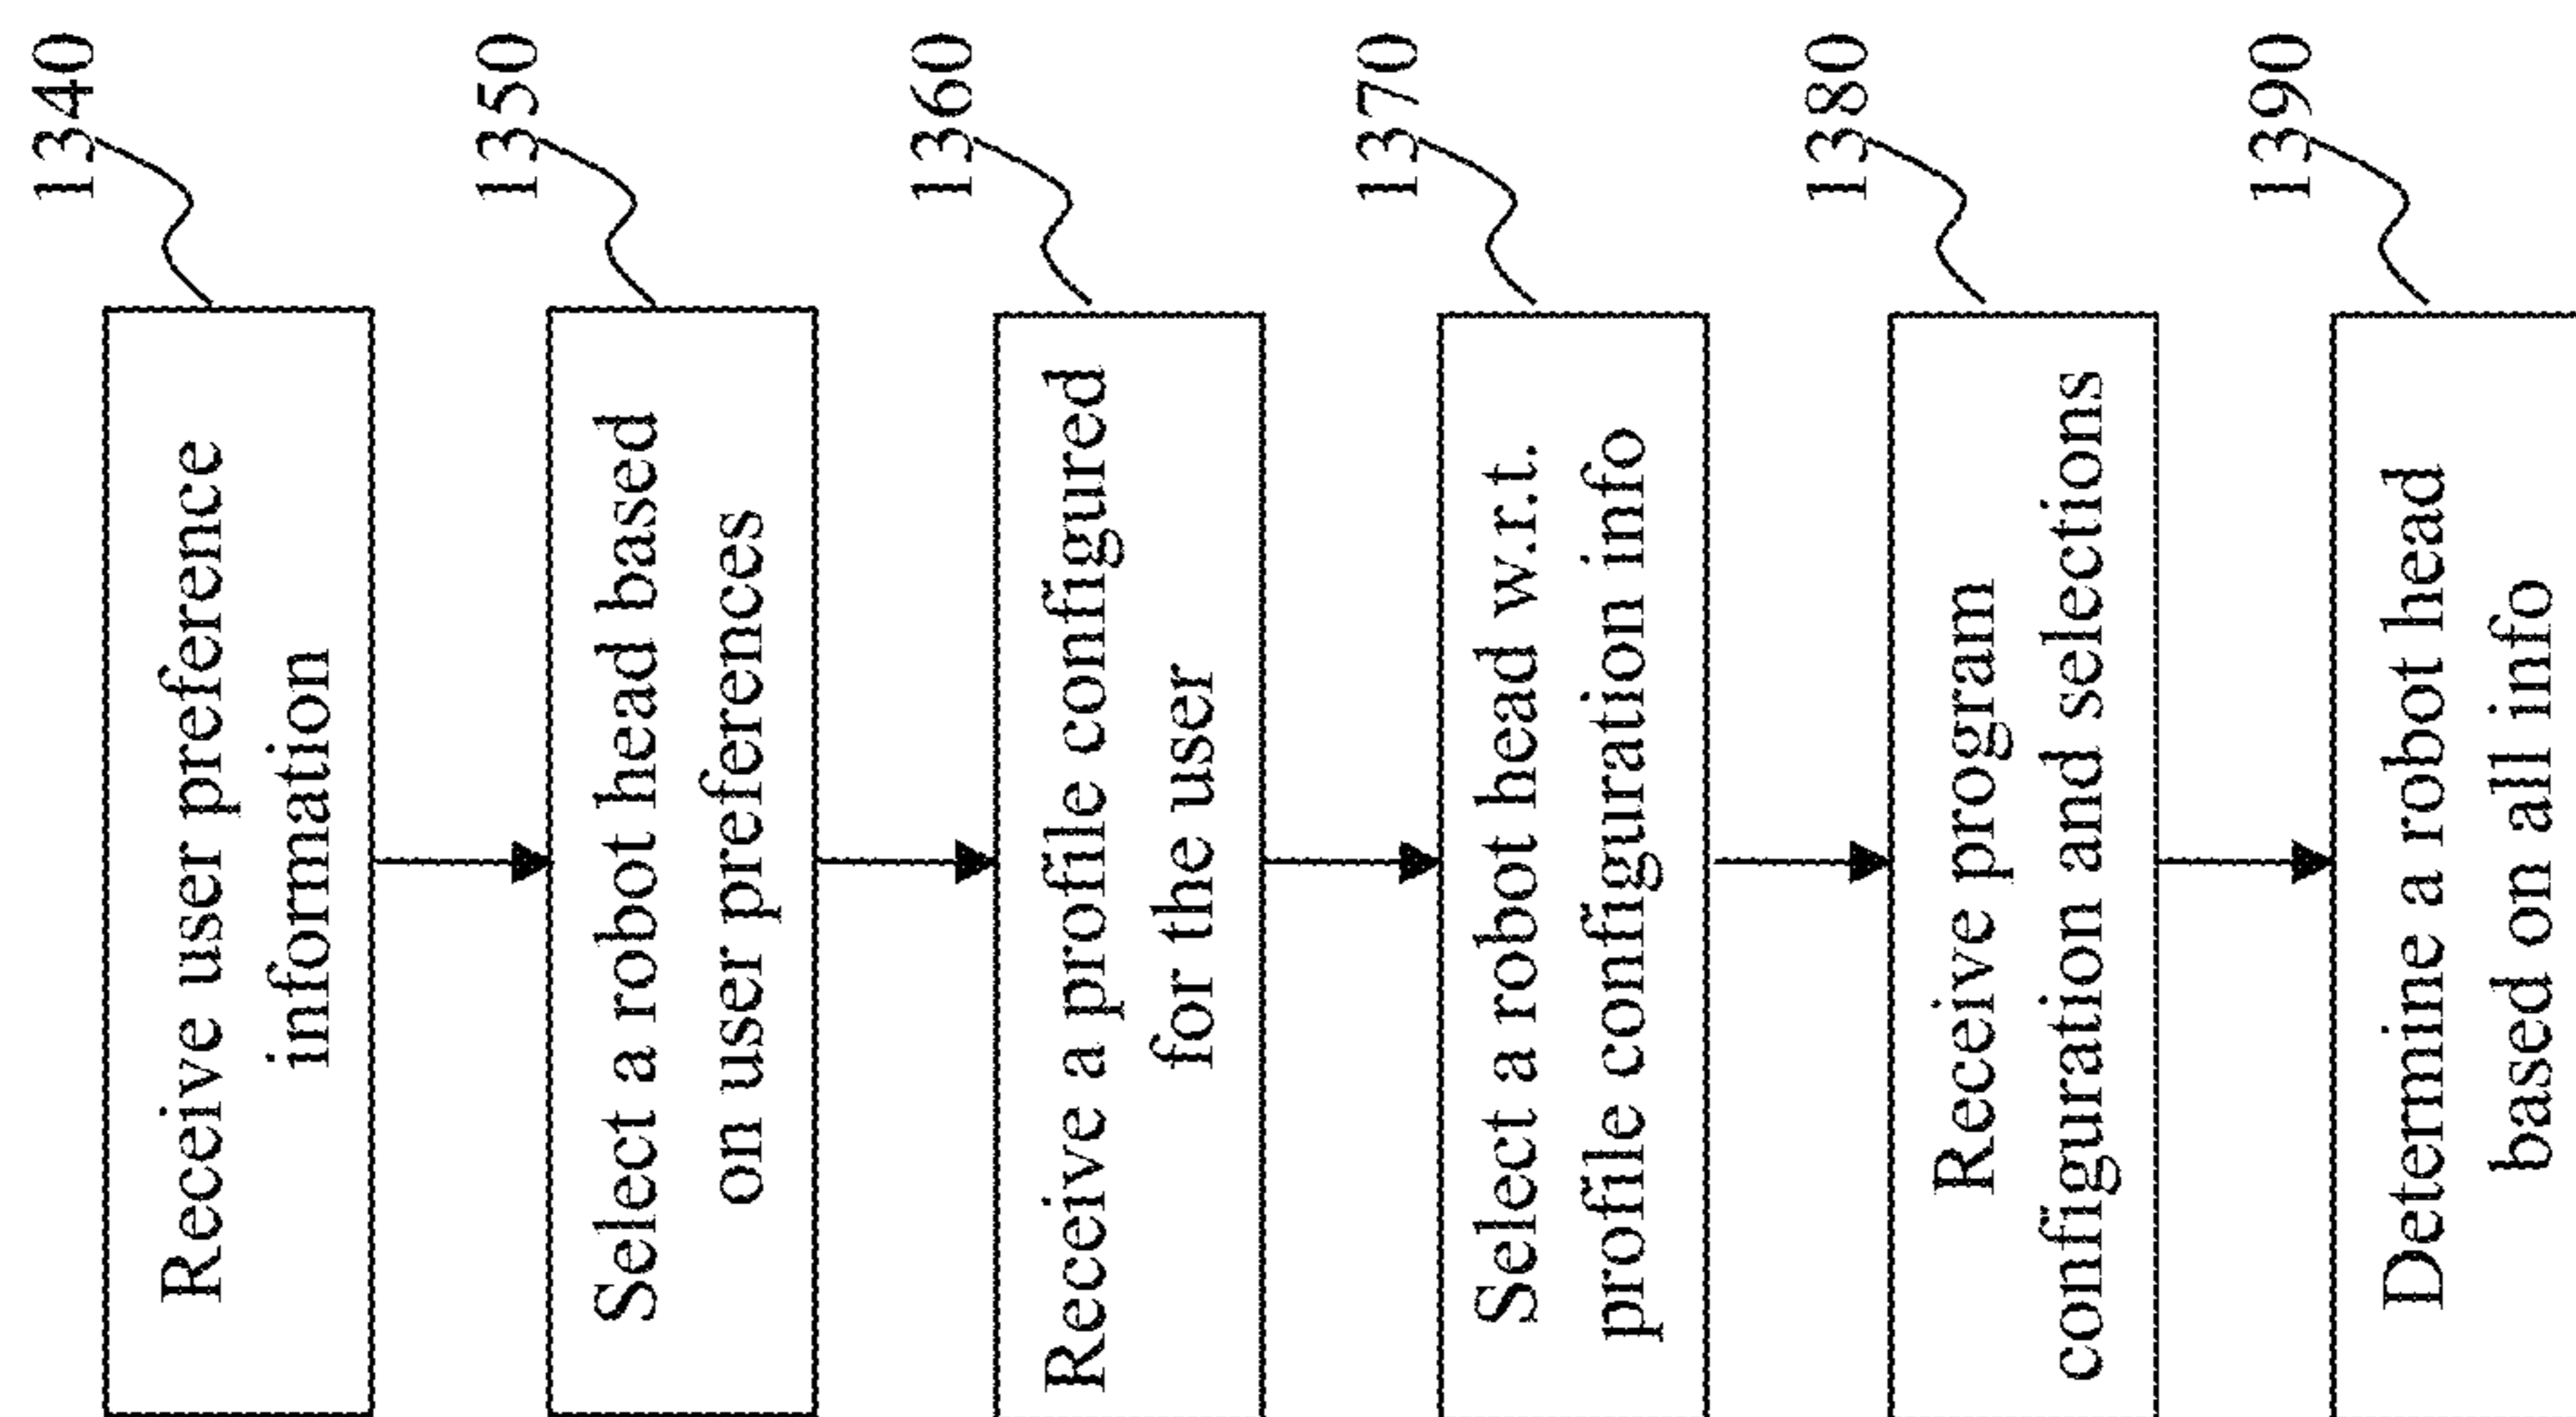 1340
Receive user preference
information
1350
Select a robot head based
on user preferences
1360
Receive a profile configured
for the user
1370
Select a robot head w.r.t.
profile configuration info
1380
Receive program
configuration and selections
1390
Determine a robot head
based on all info